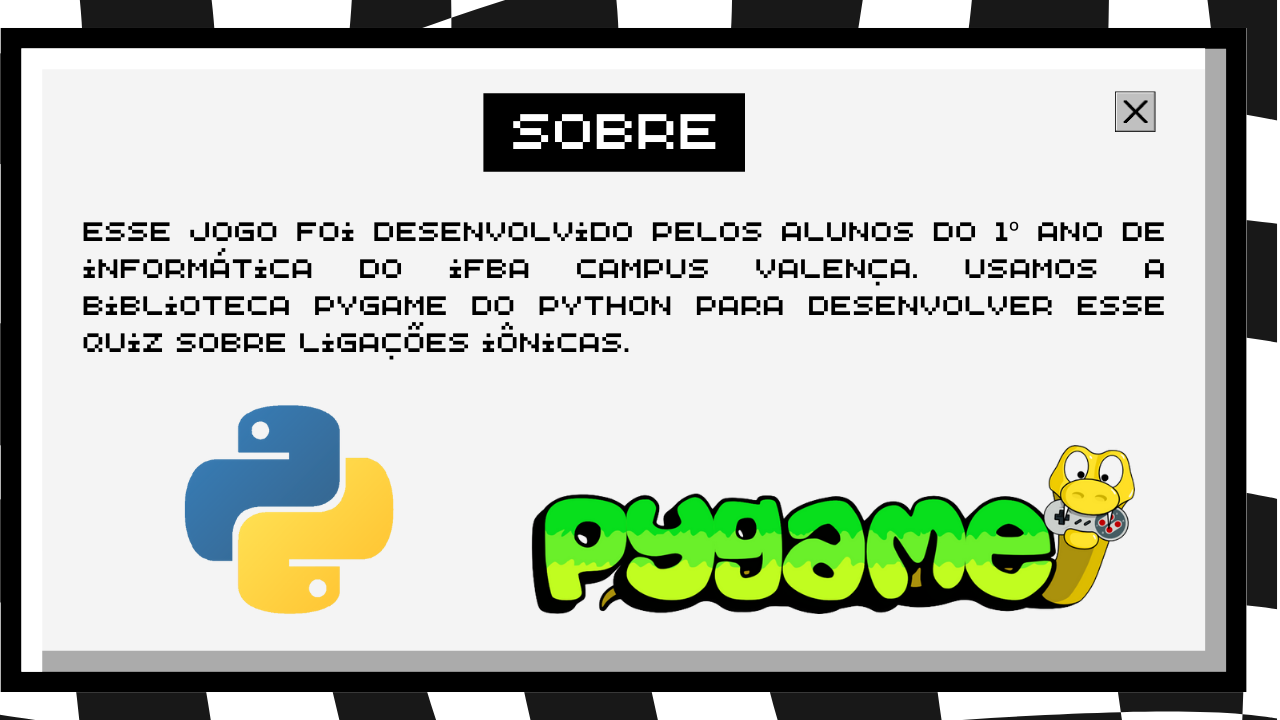 SOBRE
ESSE JOGO FOi DESENVOLViDO PELOS ALUNOS DO 1º ANO DE
iNFORMÁTiCA DO iFBA CAMPUS VALENÇA. USAMOS A
BiBLiOTECA PYGAME DO PYTHON PARA DESENVOLVER ESSE
QUiZ SOBRE LiGAÇÕES iÔNiCAS.
pygame